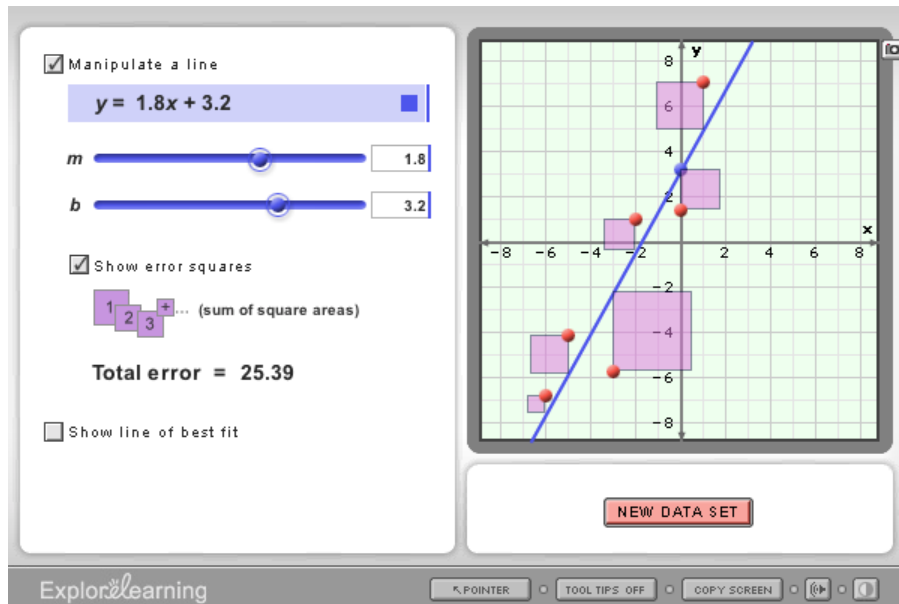 Manipulate a line
y = 1.8x + 3.2
m 1.8
b 3.2
Show error squares
1 2 3 + ... (sum of square areas)
Total error = 25.39
Show line of best fit
y
8
6
4
2
x
-8 -6 -4 -2 2 4 6 8
-2
-4
-6
-8
NEW DATA SET
ExploreLearning
POINTER TOOL TIPS OFF COPY SCREEN